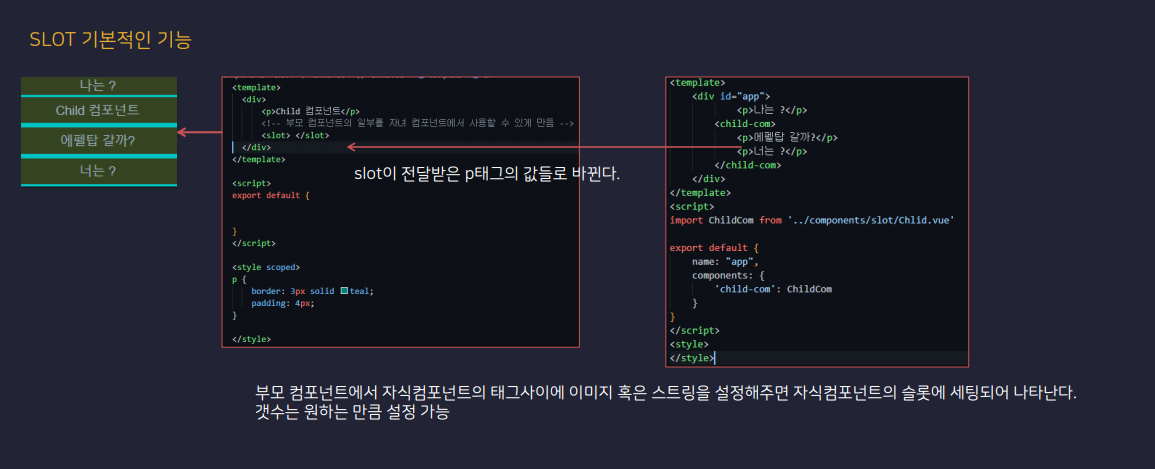 SLOT 기본적인 기능
나는 ?
Child 컴포넌트
에펠탑 갈까?
너는 ?
<template>
<div>
<p>Child 컴포넌트</p>
<!-- 부모 컴포넌트의 일부를 자녀 컴포넌트에서 사용할 수 있게 만듬 -->
<slot> </slot>
</div>
</template>
<script>
export default {
}
</script>
<style scoped>
p {
border: 3px solid teal;
padding: 4px;
}
</style>
slot이 전달받은 p태그의 값들로 바뀐다.
<template>
<div id="app">
<p>나는 ?</p>
<child-com>
<p>에펠탑 갈까?</p>
<p>너는 ?</p>
</child-com>
</div>
</template>
<script>
import ChildCom from '../components/slot/Chlid.vue'
export default {
name: "app",
components: {
'child-com': ChildCom
}
}
</script>
<style>
</style>
부모 컴포넌트에서 자식컴포넌트의 태그사이에 이미지 혹은 스트링을 설정해주면 자식컴포넌트의 슬롯에 세팅되어 나타난다.
갯수는 원하는 만큼 설정 가능